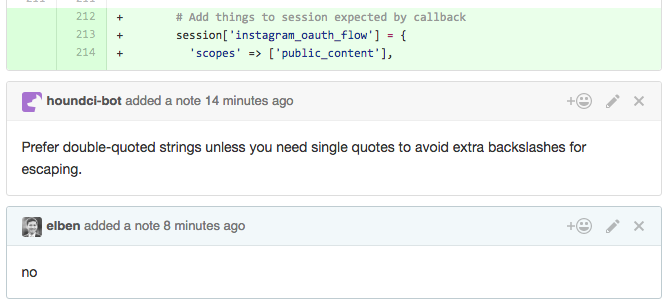 212 + # Add things to session expected by callback
213 + session['instagram_oauth_flow'] = {
214 + 'scopes' => ['public_content'],
houndci-bot added a note 14 minutes ago
Prefer double-quoted strings unless you need single quotes to avoid extra backslashes for
escaping.
elben added a note 8 minutes ago
no